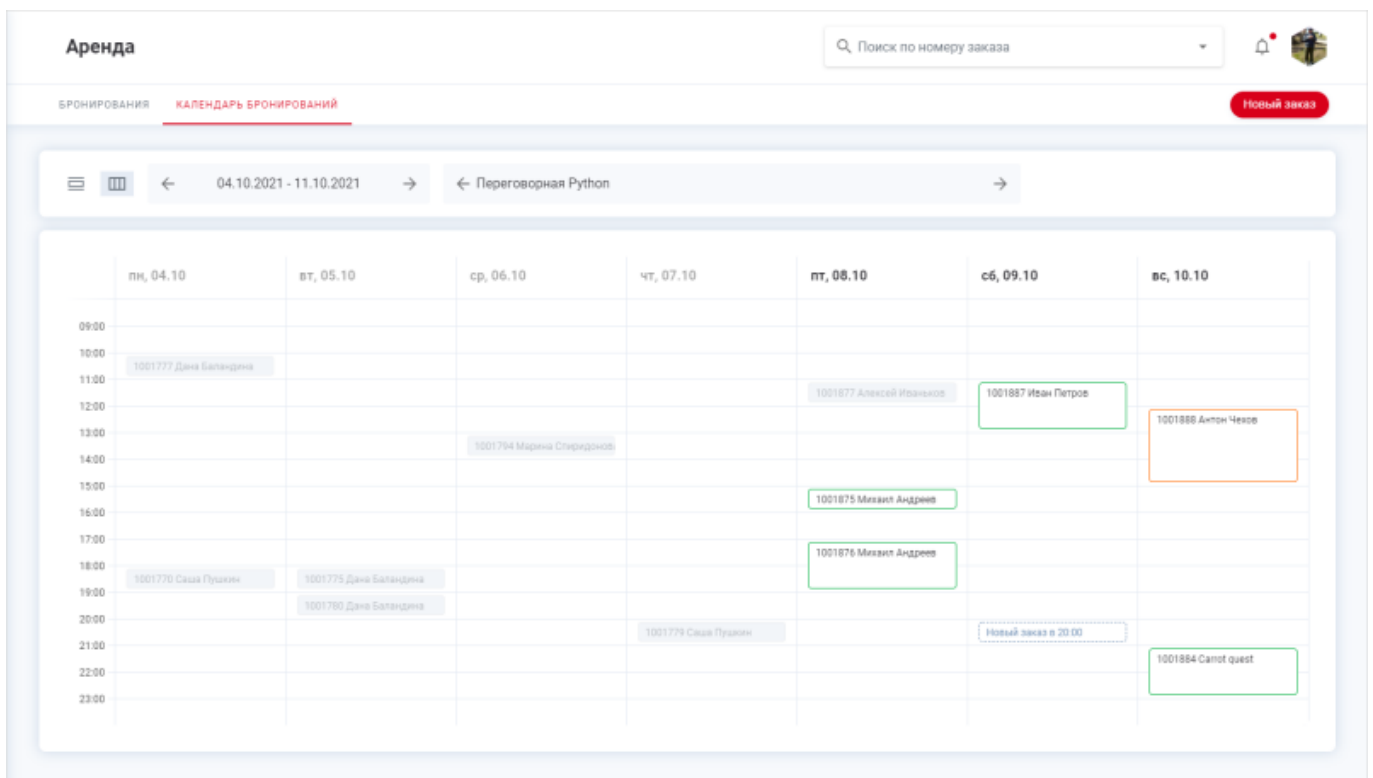 Аренда
Поиск по номеру заказа
БРОНИРОВАНИЯ КАЛЕНДАРЬ БРОНИРОВАНИЙ
Новый заказ
04.10.2021 - 11.10.2021
Переговорная Python
пн, 04.10 вт, 05.10 ср, 06.10 чт, 07.10 пт, 08.10 сб, 09.10 вс, 10.10
09:00
10:00
1001777 Дана Баландина
11:00
1001877 Алексей Иваньков
1001887 Иван Петров
12:00
1001888 Антон Чехов
13:00
1001794 Марина Спиридонов
14:00
15:00
1001875 Михаил Андреев
16:00
17:00
1001876 Михаил Андреев
18:00
1001770 Саша Пушкин
1001775 Дана Баландина
19:00
1001780 Дана Баландина
20:00
1001779 Саша Пушкин
Новый заказ в 20:00
21:00
1001884 Carrot quest
22:00
23:00